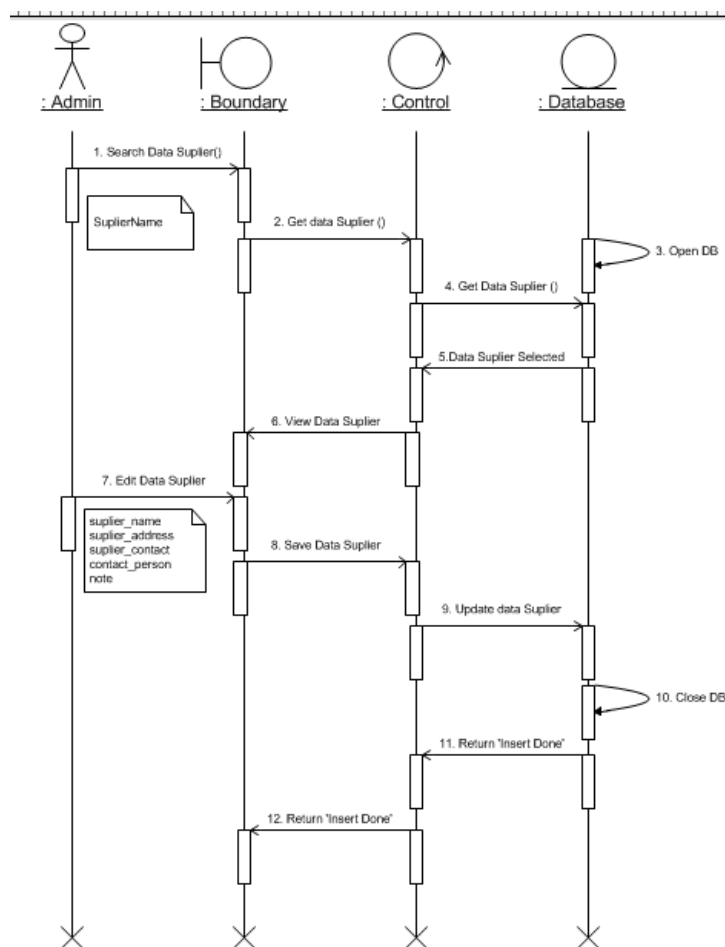 : Admin
: Boundary
: Control
: Database
1. Search Data Suplier()
SuplierName
2. Get data Suplier ()
3. Open DB
4. Get Data Suplier ()
5.Data Suplier Selected
6. View Data Suplier
7. Edit Data Suplier
suplier_name
suplier_address
suplier_contact
contact_person
note
8. Save Data Suplier
9. Update data Suplier
10. Close DB
11. Return 'Insert Done'
12. Return 'Insert Done'